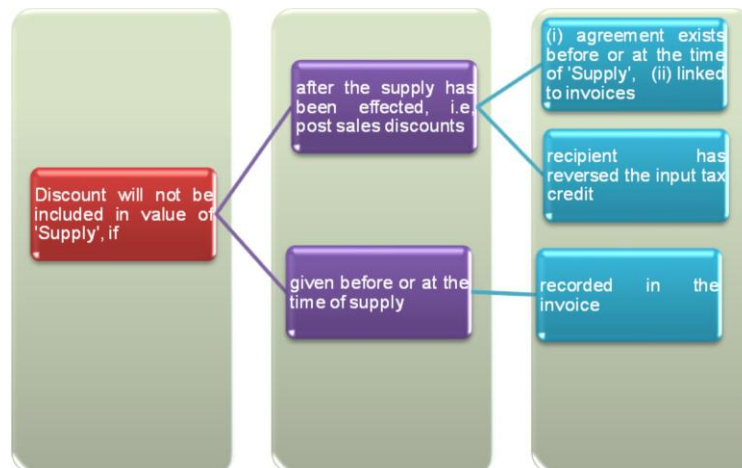 Discount will not be
included in value of
'Supply', if
after the supply has
been effected, i.e.
post sales discounts
given before or at the
time of supply
(i) agreement exists
before or at the time
of 'Supply', (ii) linked
to invoices
recipient has
reversed the input tax
credit
recorded in the
invoice